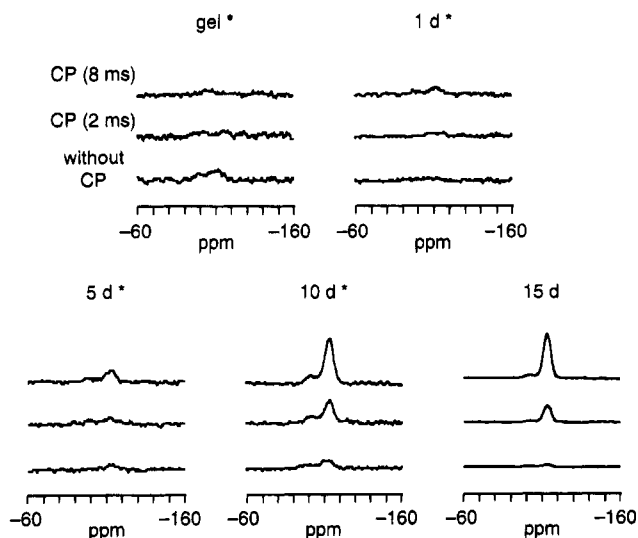 gel * 1 d *
CP (8 ms)
CP (2 ms)
without
CP
−60 −160 −60 −160
ppm ppm
5 d * 10 d * 15 d
−60 −160 −60 −160 −60 −160
ppm ppm ppm